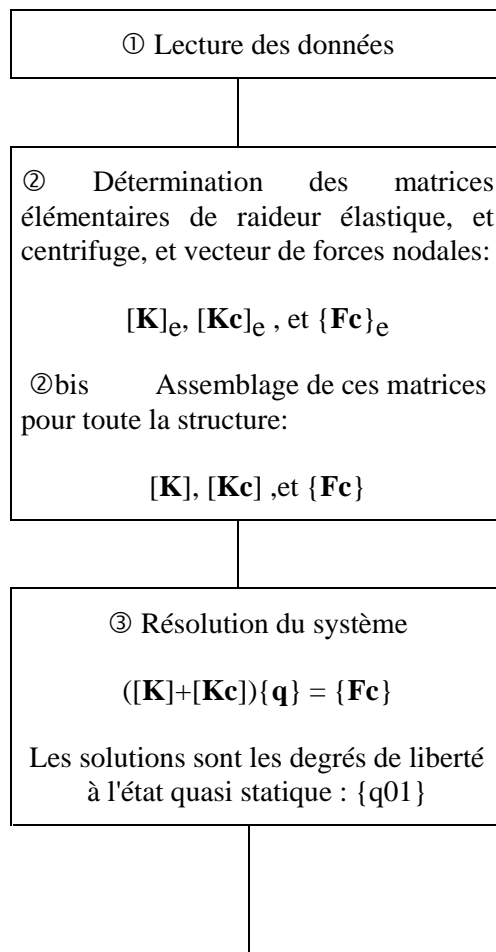 ① Lecture des données
② Détermination des matrices
élémentaires de raideur élastique, et
centrifuge, et vecteur de forces nodales:
[K]e, [Kc]e , et {Fc}e
②bis Assemblage de ces matrices
pour toute la structure:
[K], [Kc] ,et {Fc}
③ Résolution du système
([K]+[Kc]){q} = {Fc}
Les solutions sont les degrés de liberté
à l'état quasi statique : {q01}